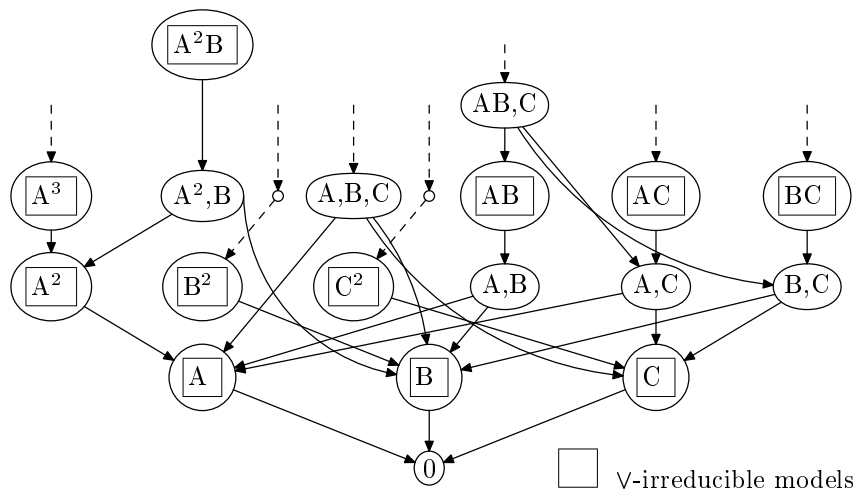 A²B
AB,C
A³ A²,B A,B,C AB AC BC
A² B² C² A,B A,C B,C
A B C
0
∨-irreducible models